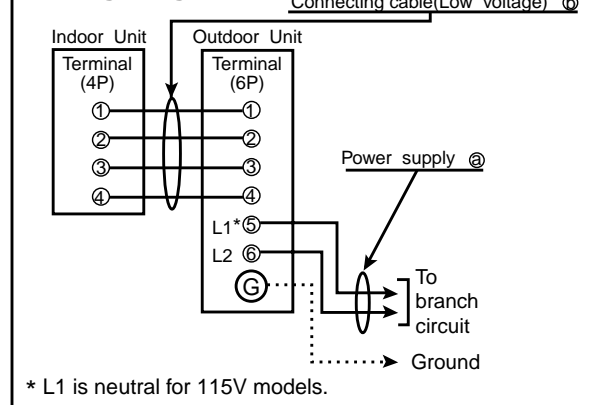 Connecting cable(Low voltage) ⓑ
Indoor Unit Outdoor Unit
Terminal
(4P)
Terminal
(6P)
① ①
② ②
③ ③
④ ④
Power supply ⓐ
L1*⑤
L2 ⑥
Ⓖ
To
branch
circuit
Ground
* L1 is neutral for 115V models.